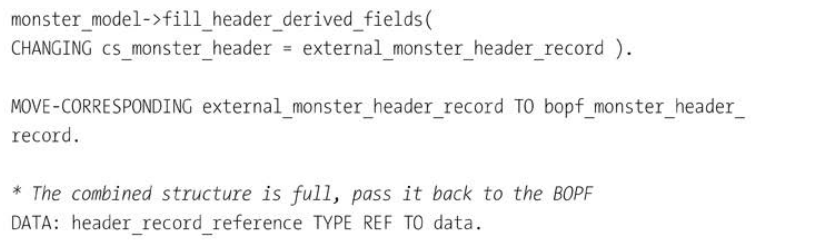 monster_model->fill_header_derived_fields(
CHANGING cs_monster_header = external_monster_header_record ).
MOVE-CORRESPONDING external_monster_header_record TO bopf_monster_header_
record.
* The combined structure is full, pass it back to the BOPF
DATA: header_record_reference TYPE REF TO data.